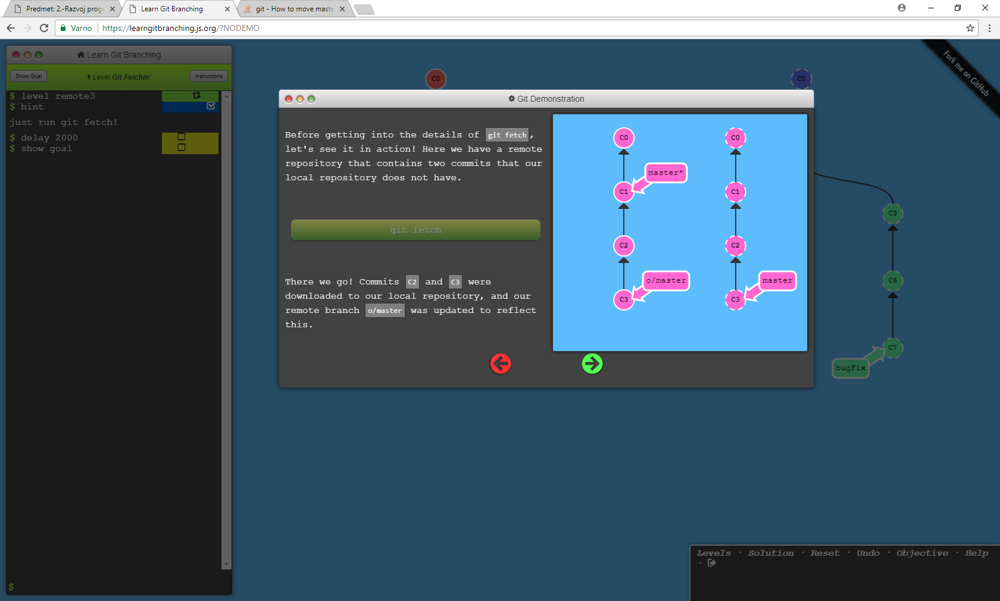 Predmet: 2.-Razvoj progr
Learn Git Branching
git - How to move maste
Varno
https://learngitbranching.js.org/?NODEMO
Learn Git Branching
Show Goal
Level Git Fetchin'
Instructions
$ level remote3
$ hint
just run git fetch!
$ delay 2000
$ show goal
$
C0
C0
Fork me on GitHub
Git Demonstration
Before getting into the details of git fetch,
let's see it in action! Here we have a remote
repository that contains two commits that our
local repository does not have.
git fetch
There we go! Commits C2 and C3 were
downloaded to our local repository, and our
remote branch o/master was updated to reflect
this.
C0
C0
master*
C1
C1
C2
C2
o/master
master
C3
C3
C3
C6
C7
bugFix
Levels · Solution · Reset · Undo · Objective · Help
·